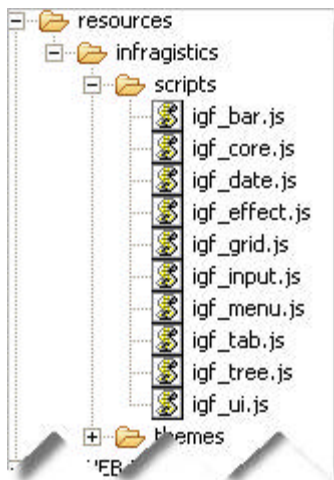 resources
infragistics
scripts
igf_bar.js
igf_core.js
igf_date.js
igf_effect.js
igf_grid.js
igf_input.js
igf_menu.js
igf_tab.js
igf_tree.js
igf_ui.js
themes